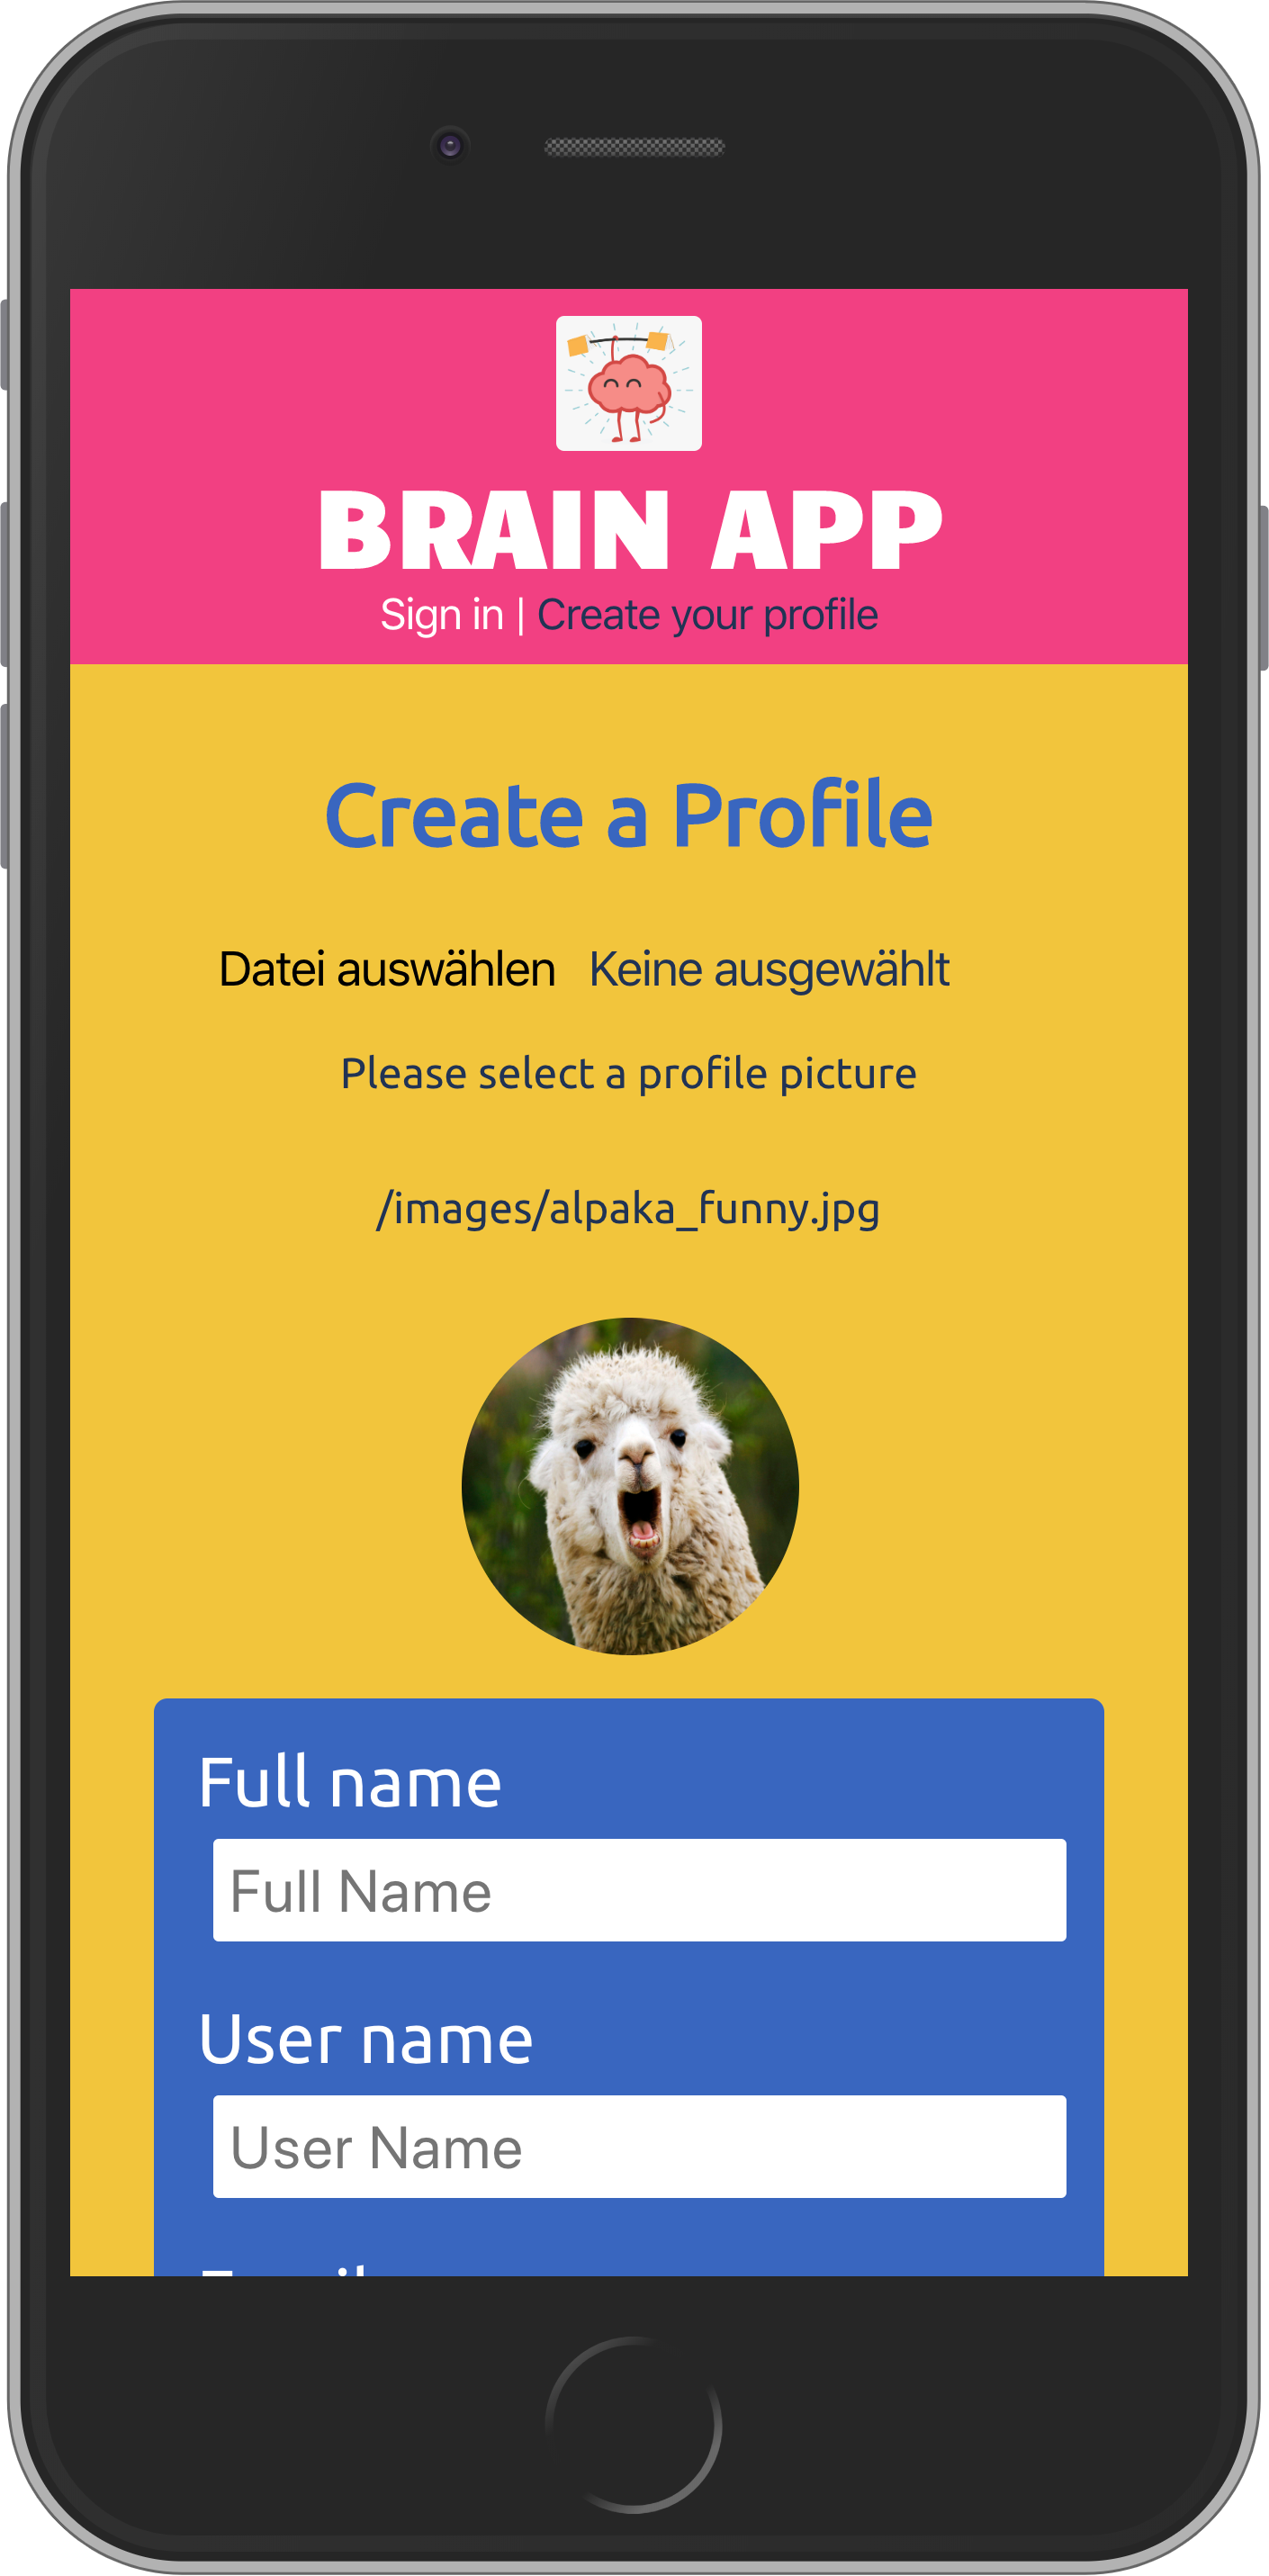 BRAIN APP
Sign in | Create your profile
Create a Profile
Datei auswählen Keine ausgewählt
Please select a profile picture
/images/alpaka_funny.jpg
Full name
Full Name
User name
User Name